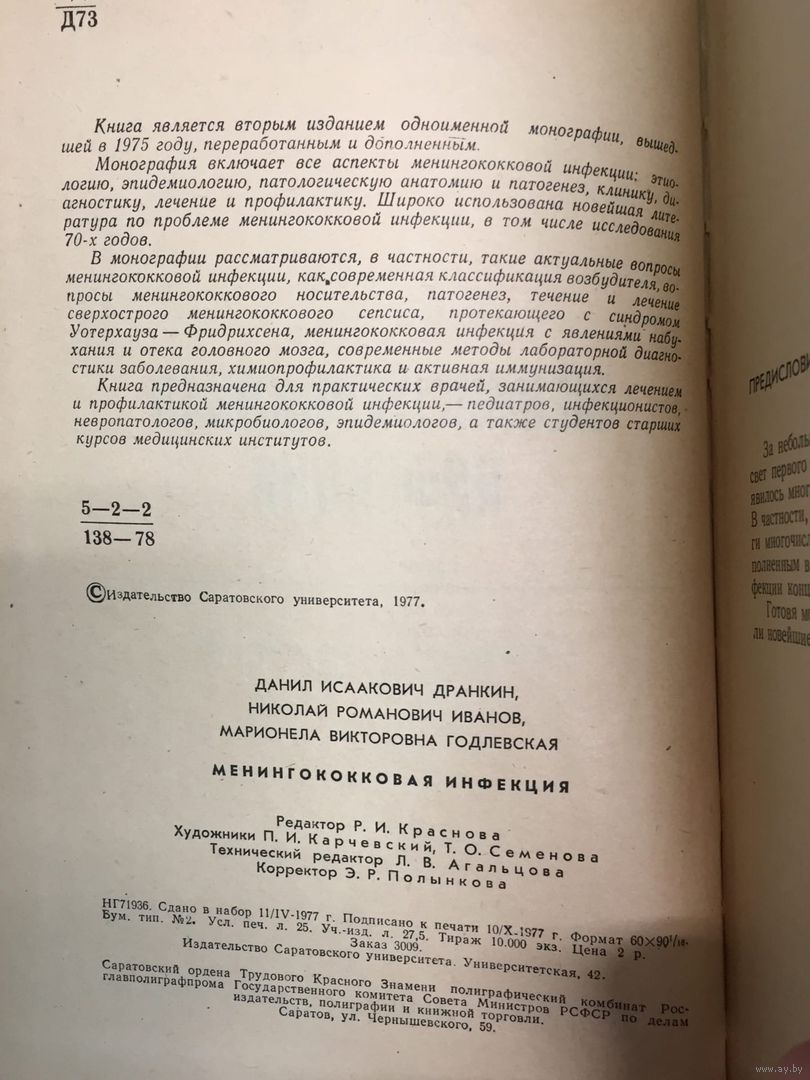 Д73
Книга является вторым изданием одноименной монографии, вышед-
шей в 1975 году, переработанным и дополненным.
Монография включает все аспекты менингококковой инфекции: этио-
логию, эпидемиологию, патологическую анатомию и патогенез, клинику, ди-
агностику, лечение и профилактику. Широко использована новейшая лите-
ратура по проблеме менингококковой инфекции, в том числе исследования
70-х годов.
В монографии рассматриваются, в частности, такие актуальные вопросы
менингококковой инфекции, как современная классификация возбудителя, во-
просы менингококкового носительства, патогенез, течение и лечение
сверхострого менингококкового сепсиса, протекающего с синдромом
Уотерхауза — Фридрихсена, менингококковая инфекция с явлениями набу-
хания и отека головного мозга, современные методы лабораторной диагно-
стики заболевания, химиопрофилактика и активная иммунизация.
Книга предназначена для практических врачей, занимающихся лечением
и профилактикой менингококковой инфекции,— педиатров, инфекционистов,
невропатологов, микробиологов, эпидемиологов, а также студентов старших
курсов медицинских институтов.
5—2—2
138—78
©Издательство Саратовского университета, 1977.
ДАНИЛ ИСААКОВИЧ ДРАНКИН,
НИКОЛАЙ РОМАНОВИЧ ИВАНОВ,
МАРИОНЕЛА ВИКТОРОВНА ГОДЛЕВСКАЯ
МЕНИНГОКОККОВАЯ ИНФЕКЦИЯ
Редактор Р. И. Краснова
Художники П. И. Карчевский, Т. О. Семенова
Технический редактор Л. В. Агальцова
Корректор Э. Р. Полынкова
НГ71936. Сдано в набор 11/IV-1977 г. Подписано к печати 10/X-1977 г. Формат 60×90¹/₁₆.
Бум. тип. №2. Усл. печ. л. 25. Уч.-изд. л. 27,5. Тираж 10.000 экз. Цена 2 р.
Заказ 3009.
Издательство Саратовского университета. Университетская, 42.
Саратовский ордена Трудового Красного Знамени полиграфический комбинат Рос-
главполиграфпрома Государственного комитета Совета Министров РСФСР по делам
издательств, полиграфии и книжной торговли.
Саратов, ул. Чернышевского, 59.
ПРЕДИСЛОВИ
За неболь
свет первого
явилось мног
В частности,
ги многочисл
полненным в
фекции конц
Готовя м
ли новейшие
www.ay.by